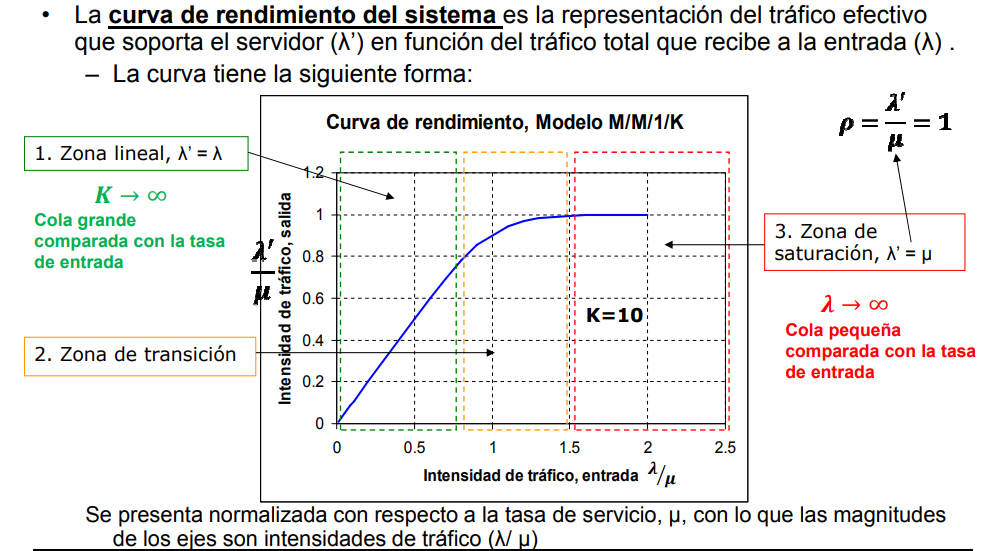 • La curva de rendimiento del sistema es la representación del tráfico efectivo
que soporta el servidor (λ’) en función del tráfico total que recibe a la entrada (λ) .
– La curva tiene la siguiente forma:
Curva de rendimiento, Modelo M/M/1/K
ρ = λ′/μ = 1
1. Zona lineal, λ’ = λ
K → ∞
Cola grande
comparada con la tasa
de entrada
λ′/μ
2. Zona de transición
Intensidad de tráfico, salida
1.2
1
0.8
0.6
0.4
0.2
0
K=10
0 0.5 1 1.5 2 2.5
Intensidad de tráfico, entrada λ/μ
3. Zona de
saturación, λ’ = μ
λ → ∞
Cola pequeña
comparada con la tasa
de entrada
Se presenta normalizada con respecto a la tasa de servicio, μ, con lo que las magnitudes
de los ejes son intensidades de tráfico (λ/ μ)